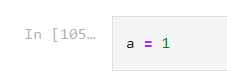 In [105…
a = 1